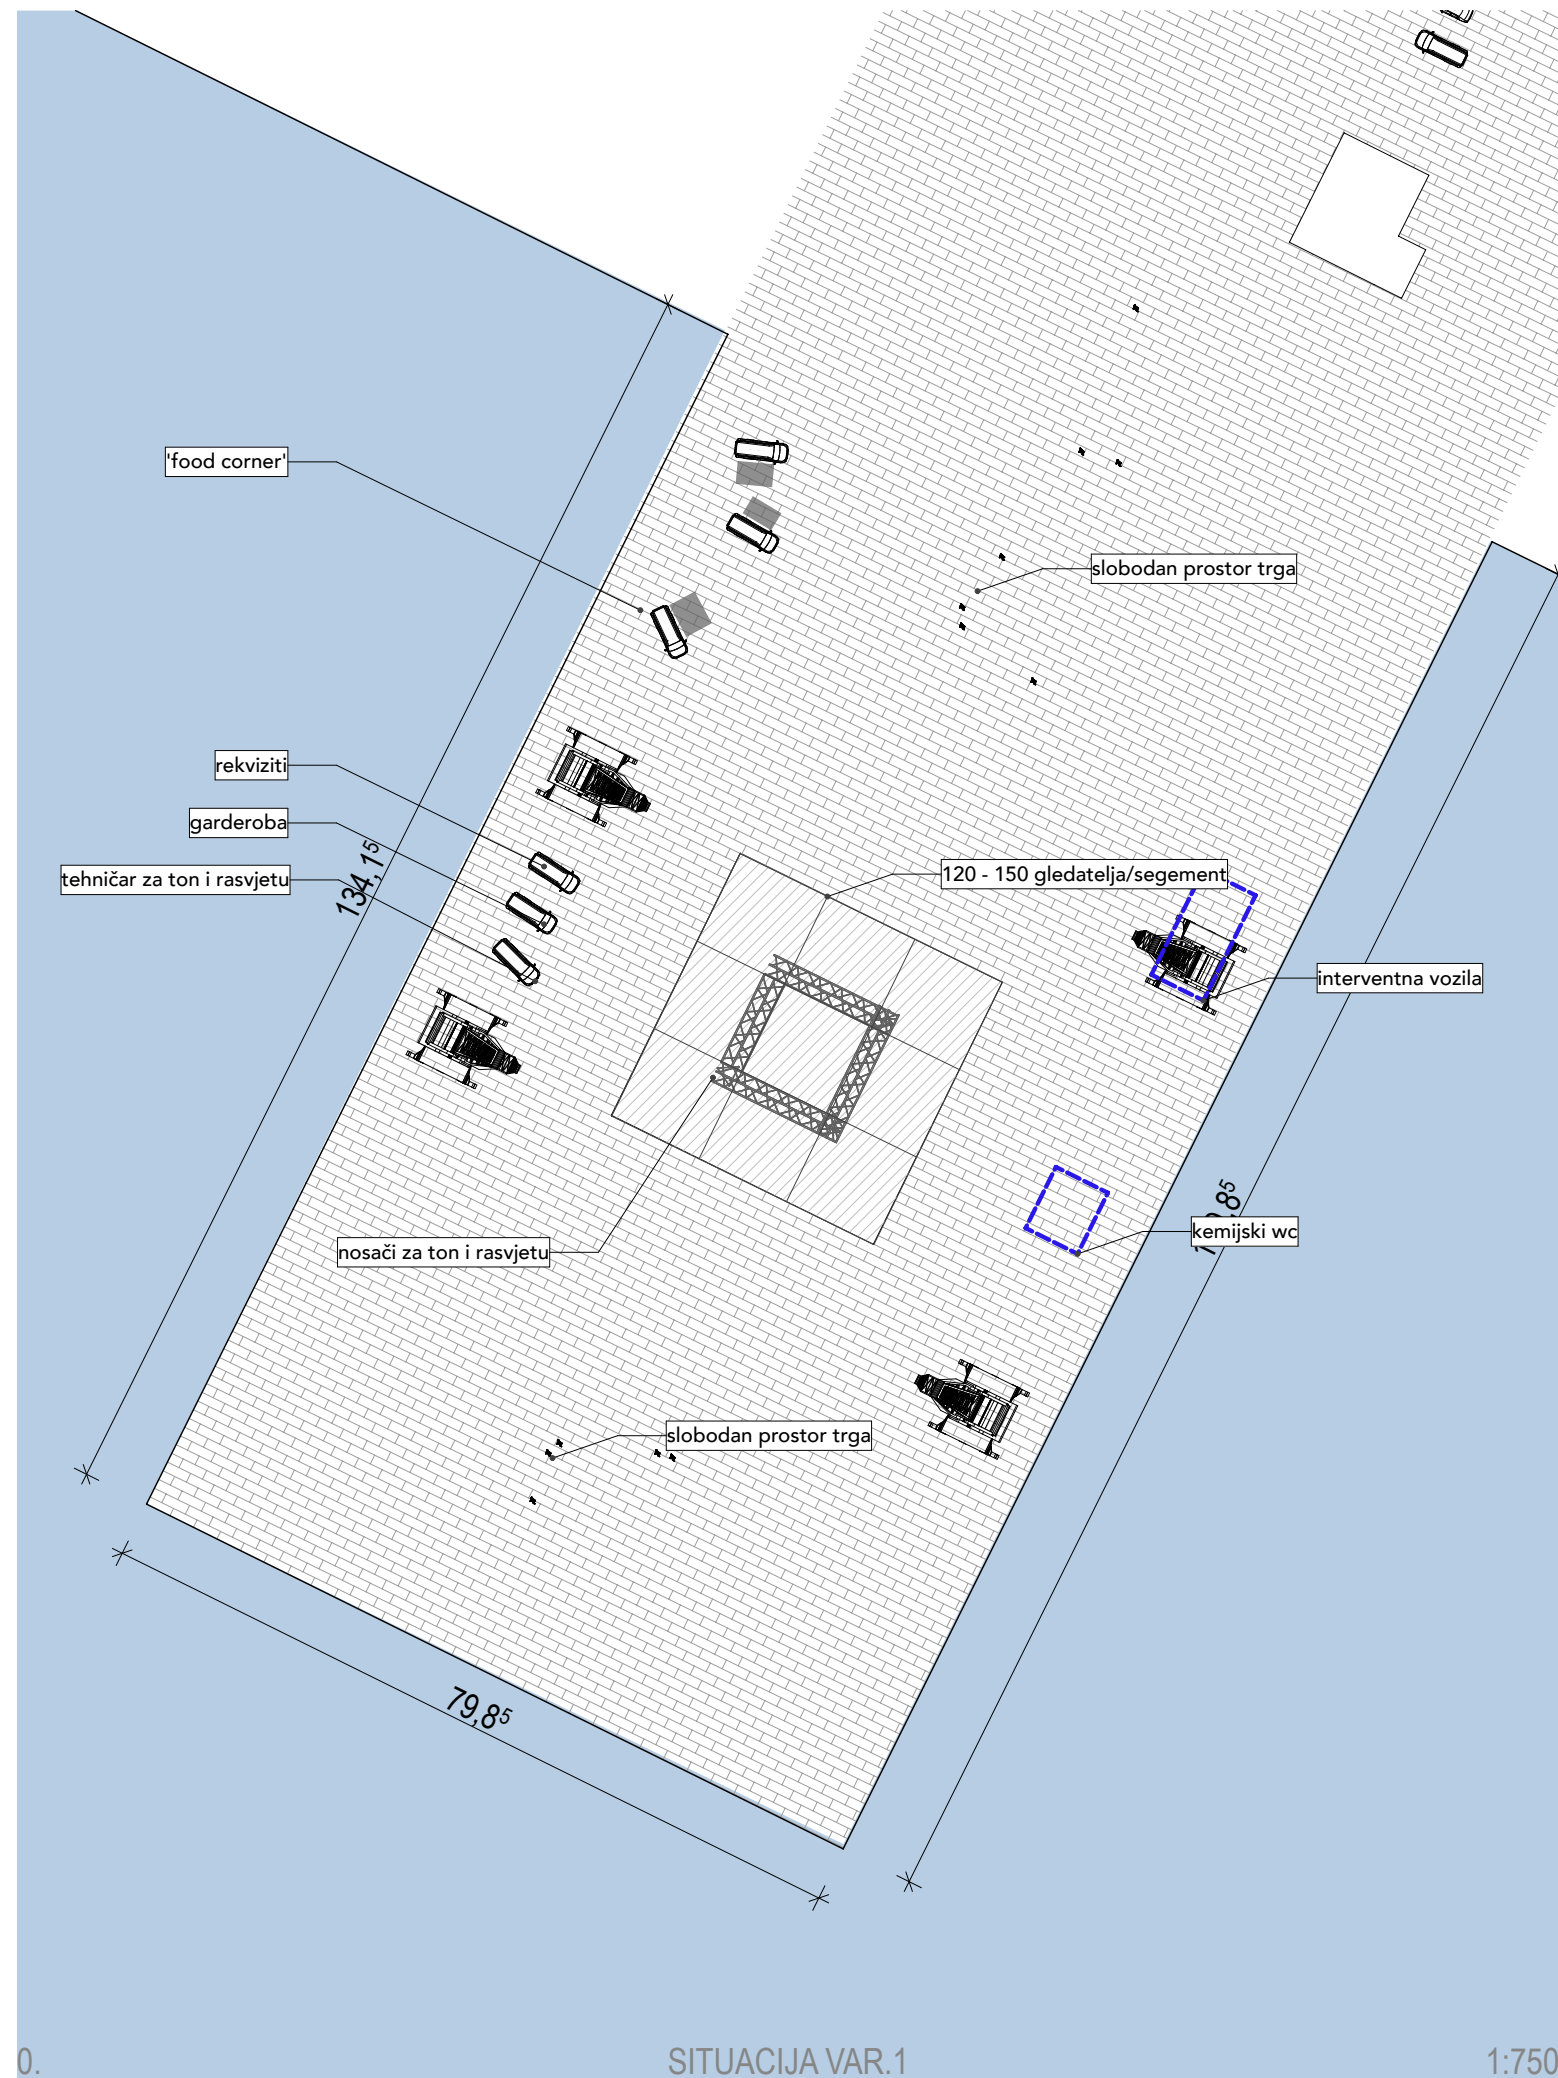 'food corner'
slobodan prostor trga
rekviziti
garderoba
tehničar za ton i rasvjetu
134,1⁵
120 - 150 gledatelja/segement
interventna vozila
kemijski wc
nosači za ton i rasvjetu
slobodan prostor trga
79,8⁵
0.
SITUACIJA VAR.1
1:750